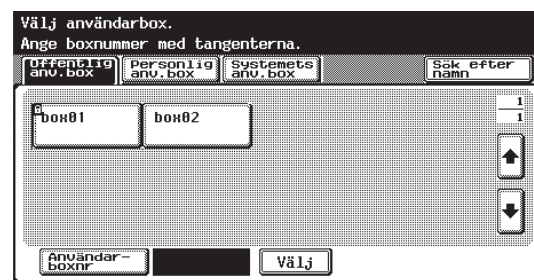 Välj användarbox.
Ange boxnummer med tangenterna.
Offentlig anv.box
Personlig anv.box
Systemets anv.box
Sök efter namn
box01
box02
1
1
Användar-
boxnr
Välj